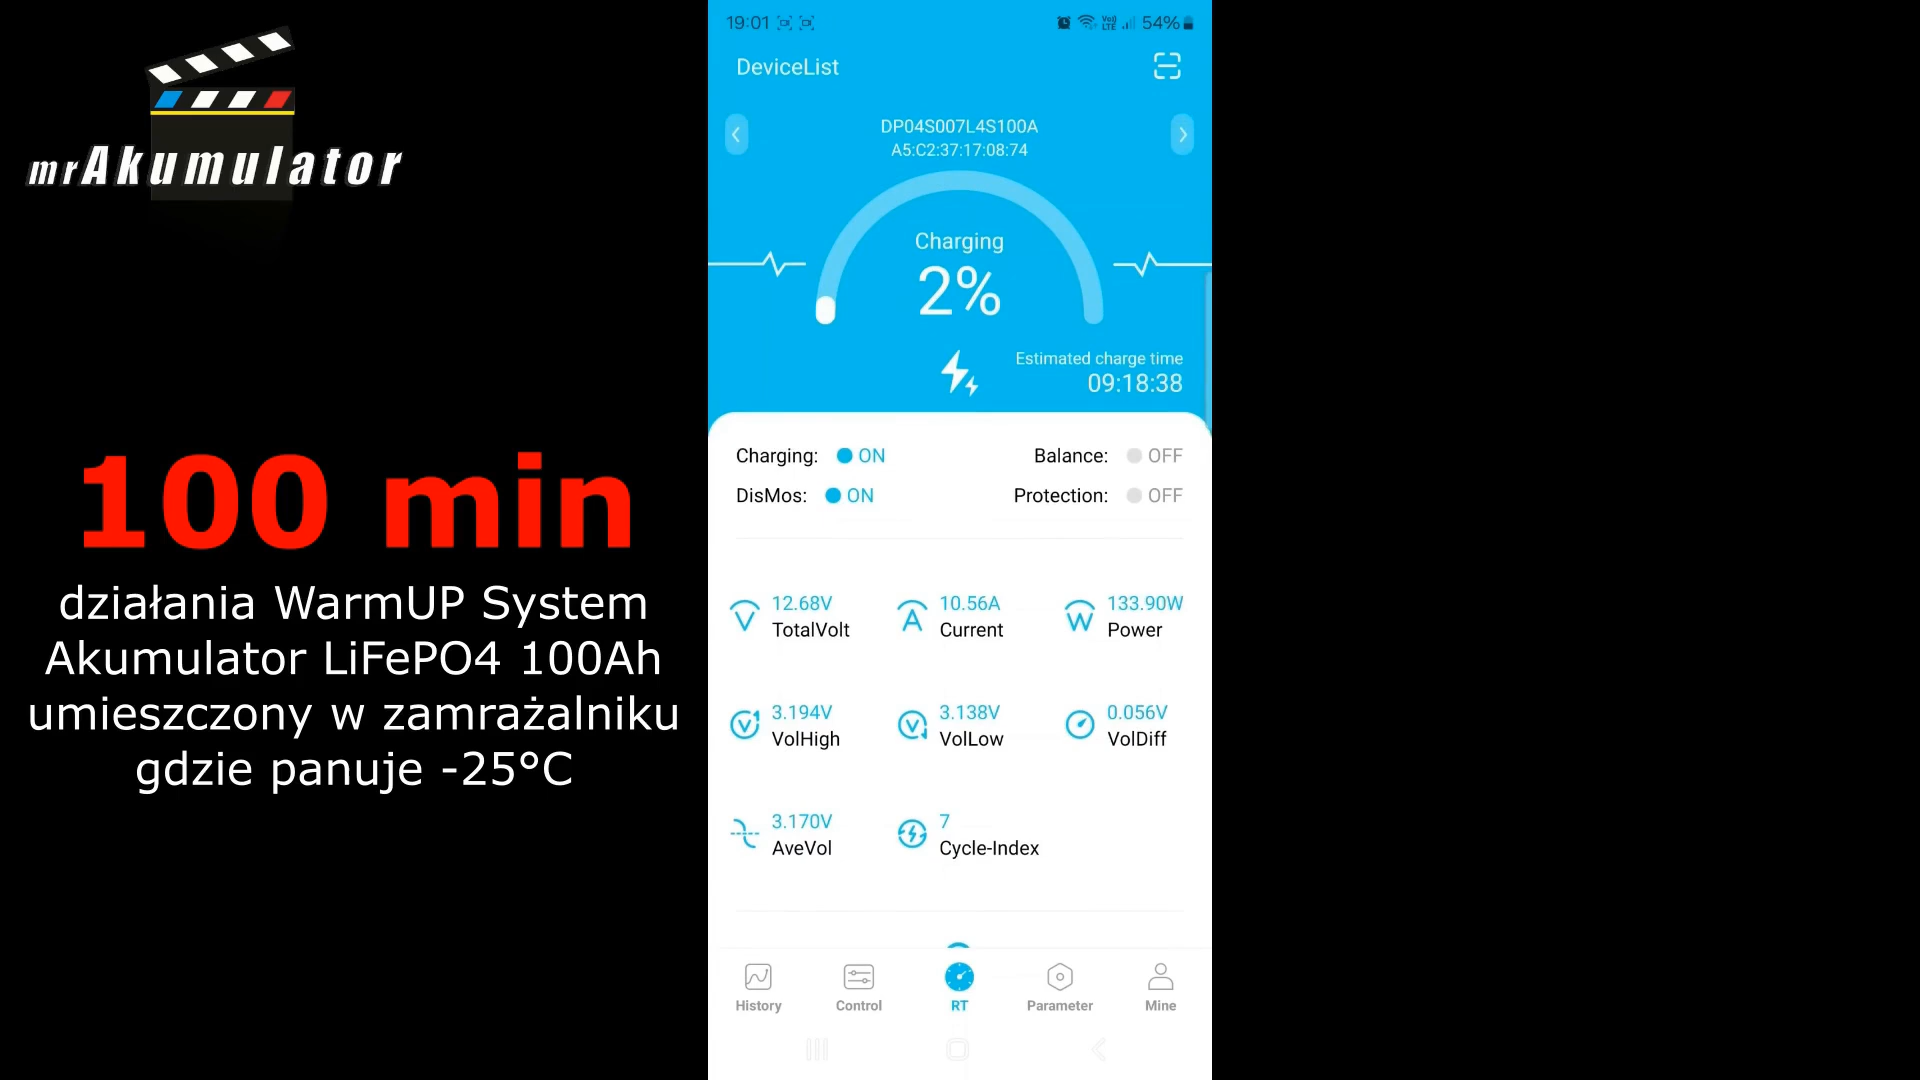 mrAkumulator
100 min
działania WarmUP System
Akumulator LiFePO4 100Ah
umieszczony w zamrażalniku
gdzie panuje -25°C
19:01
54%
DeviceList
DP04S007L4S100A
A5:C2:37:17:08:74
Charging
2%
Estimated charge time
09:18:38
Charging: ON
Balance: OFF
DisMos: ON
Protection: OFF
12.68V
TotalVolt
10.56A
Current
133.90W
Power
3.194V
VolHigh
3.138V
VolLow
0.056V
VolDiff
3.170V
AveVol
7
Cycle-Index
History
Control
RT
Parameter
Mine